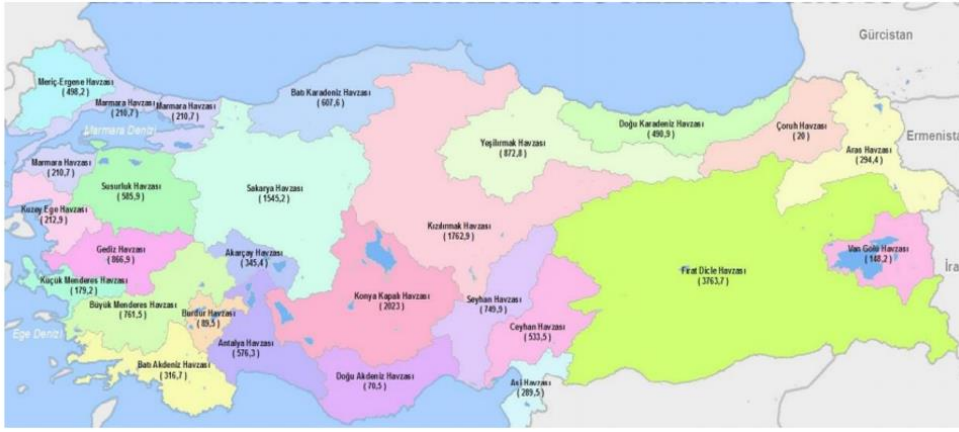 Gürcistan
Meriç-Ergene Havzası
( 498,2 )
Batı Karadeniz Havzası
( 607,6 )
Marmara Havzası
( 210,7 )
Marmara Havzası
( 210,7 )
Doğu Karadeniz Havzası
( 490,9 )
Çoruh Havzası
( 20 )
Marmara Denizi
Ermenista
Yeşilırmak Havzası
( 872,8 )
Aras Havzası
( 294,4 )
Marmara Havzası
( 210,7 )
Susurluk Havzası
( 585,9 )
Sakarya Havzası
( 1545,2 )
Kuzey Ege Havzası
( 212,9 )
Kızılırmak Havzası
( 1762,9 )
Gediz Havzası
( 866,9 )
Akarçay Havzası
( 345,4 )
Van Gölü Havzası
( 148,2 )
İra
Küçük Menderes Havzası
( 179,2 )
Fırat Dicle Havzası
( 3763,7 )
Büyük Menderes Havzası
( 761,5 )
Konya Kapalı Havzası
( 2023 )
Seyhan Havzası
( 749,9 )
Burdur Havzası
( 89,5 )
Ege Denizi
Ceyhan Havzası
( 533,5 )
Antalya Havzası
( 576,3 )
Batı Akdeniz Havzası
( 316,7 )
Doğu Akdeniz Havzası
( 70,5 )
Asi Havzası
( 289,5 )